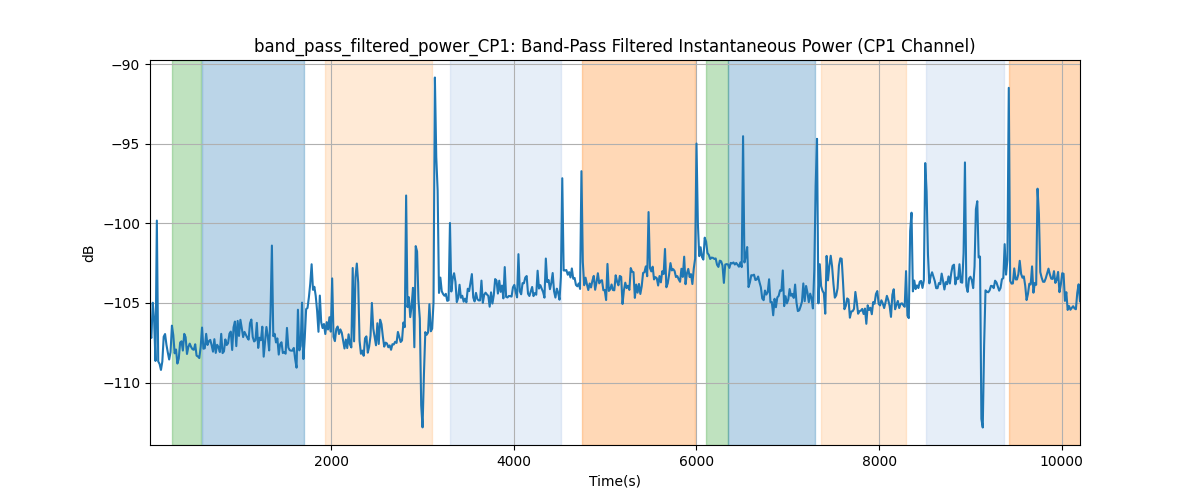 band_pass_filtered_power_CP1: Band-Pass Filtered Instantaneous Power (CP1 Channel)
−90
−95
−100
−105
−110
dB
2000 4000 6000 8000 10000
Time(s)